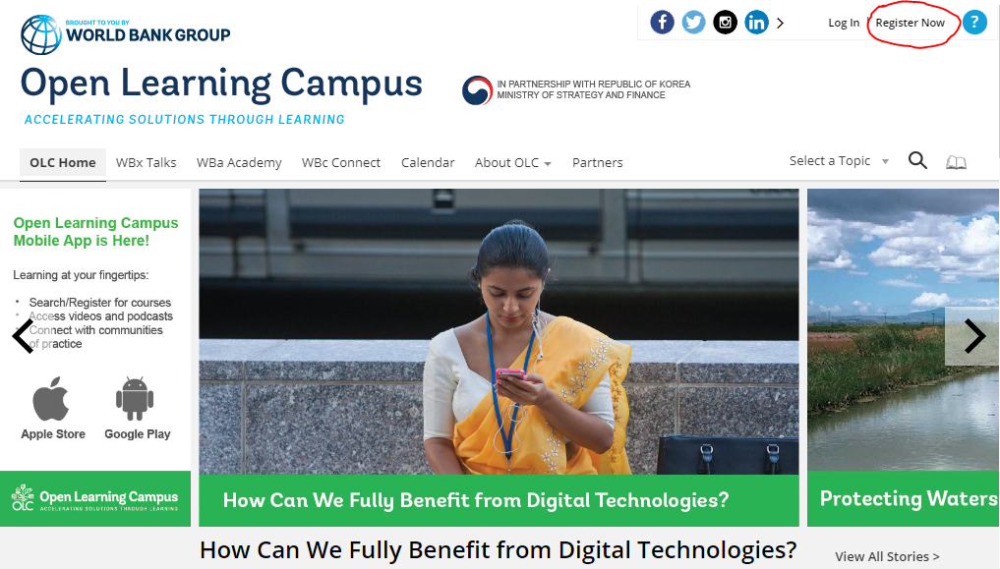 BROUGHT TO YOU BY
WORLD BANK GROUP
Log In
Register Now
?
Open Learning Campus
IN PARTNERSHIP WITH REPUBLIC OF KOREA
MINISTRY OF STRATEGY AND FINANCE
ACCELERATING SOLUTIONS THROUGH LEARNING
OLC Home
WBx Talks
WBa Academy
WBc Connect
Calendar
About OLC
Partners
Select a Topic
Open Learning Campus
Mobile App is Here!
Learning at your fingertips:
• Search/Register for courses
• Access videos and podcasts
• Connect with communities
of practice
Apple Store
Google Play
OLC
Open Learning Campus
ACCELERATING SOLUTIONS THROUGH LEARNING
How Can We Fully Benefit from Digital Technologies?
Protecting Waters
How Can We Fully Benefit from Digital Technologies?
View All Stories >